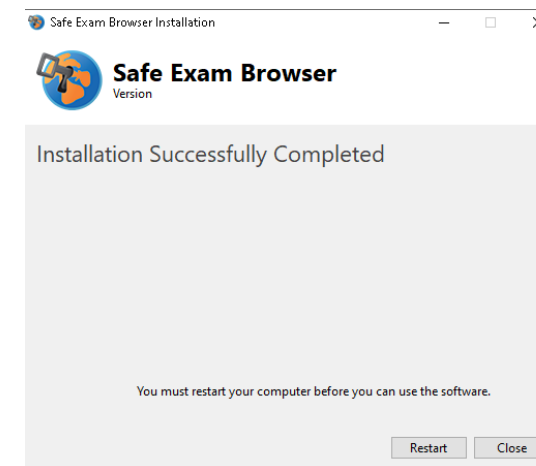 Safe Exam Browser Installation
Safe Exam Browser
Version
Installation Successfully Completed
You must restart your computer before you can use the software.
Restart
Close